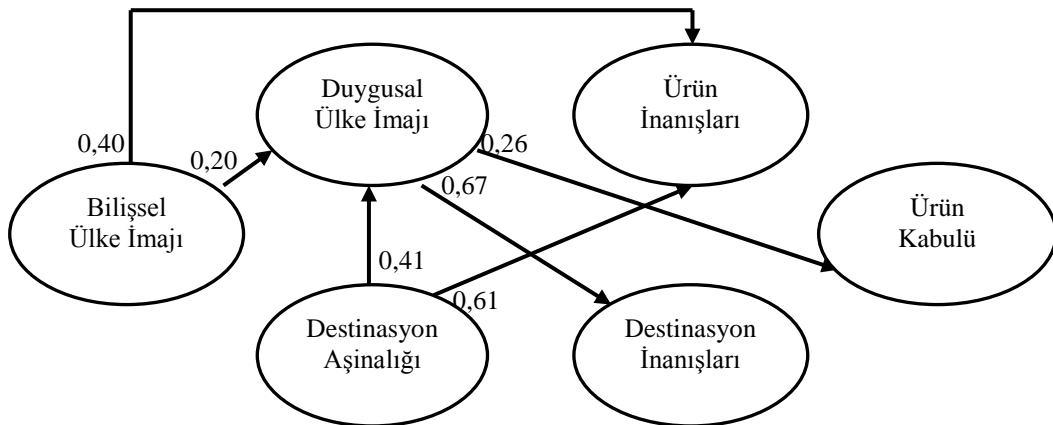 Duygusal
Ülke İmajı
Ürün
İnanışları
0,40
0,20
0,26
0,67
Bilişsel
Ülke İmajı
Ürün
Kabulü
0,41
0,61
Destinasyon
Aşinalığı
Destinasyon
İnanışları